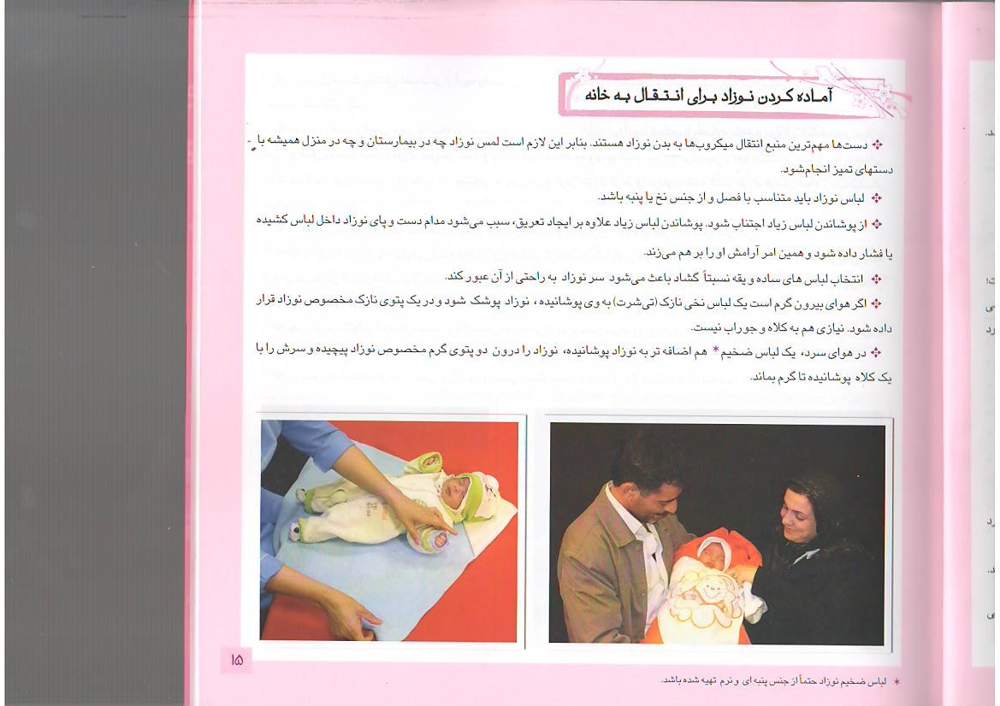 آماده کردن نوزاد برای انتقال به خانه
دست‌ها مهم‌ترین منبع انتقال میکروب‌ها به بدن نوزاد هستند. بنابر این لازم است لمس نوزاد چه در بیمارستان و چه در منزل همیشه با
دستهای تمیز انجام‌شود.
لباس نوزاد باید متناسب با فصل و از جنس نخ یا پنبه باشد.
از پوشاندن لباس زیاد اجتناب شود. پوشاندن لباس زیاد علاوه بر ایجاد تعریق، سبب می‌شود مدام دست و پای نوزاد داخل لباس کشیده
یا فشار داده شود و همین امر آرامش او را بر هم می‌زند.
انتخاب لباس های ساده و یقه نسبتاً گشاد باعث می‌شود سر نوزاد به راحتی از آن عبور کند.
اگر هوای بیرون گرم است یک لباس نخی نازک (تی‌شرت) به وی پوشانیده ، نوزاد پوشک شود و در یک پتوی نازک مخصوص نوزاد قرار
داده شود. نیازی هم به کلاه و جوراب نیست.
در هوای سرد، یک لباس ضخیم* هم اضافه تر به نوزاد پوشانیده، نوزاد را درون دو پتوی گرم مخصوص نوزاد پیچیده و سرش را با
یک کلاه پوشانیده تا گرم بماند.
۱۵
* لباس ضخیم نوزاد حتماً از جنس پنبه ای و نرم تهیه شده باشد.